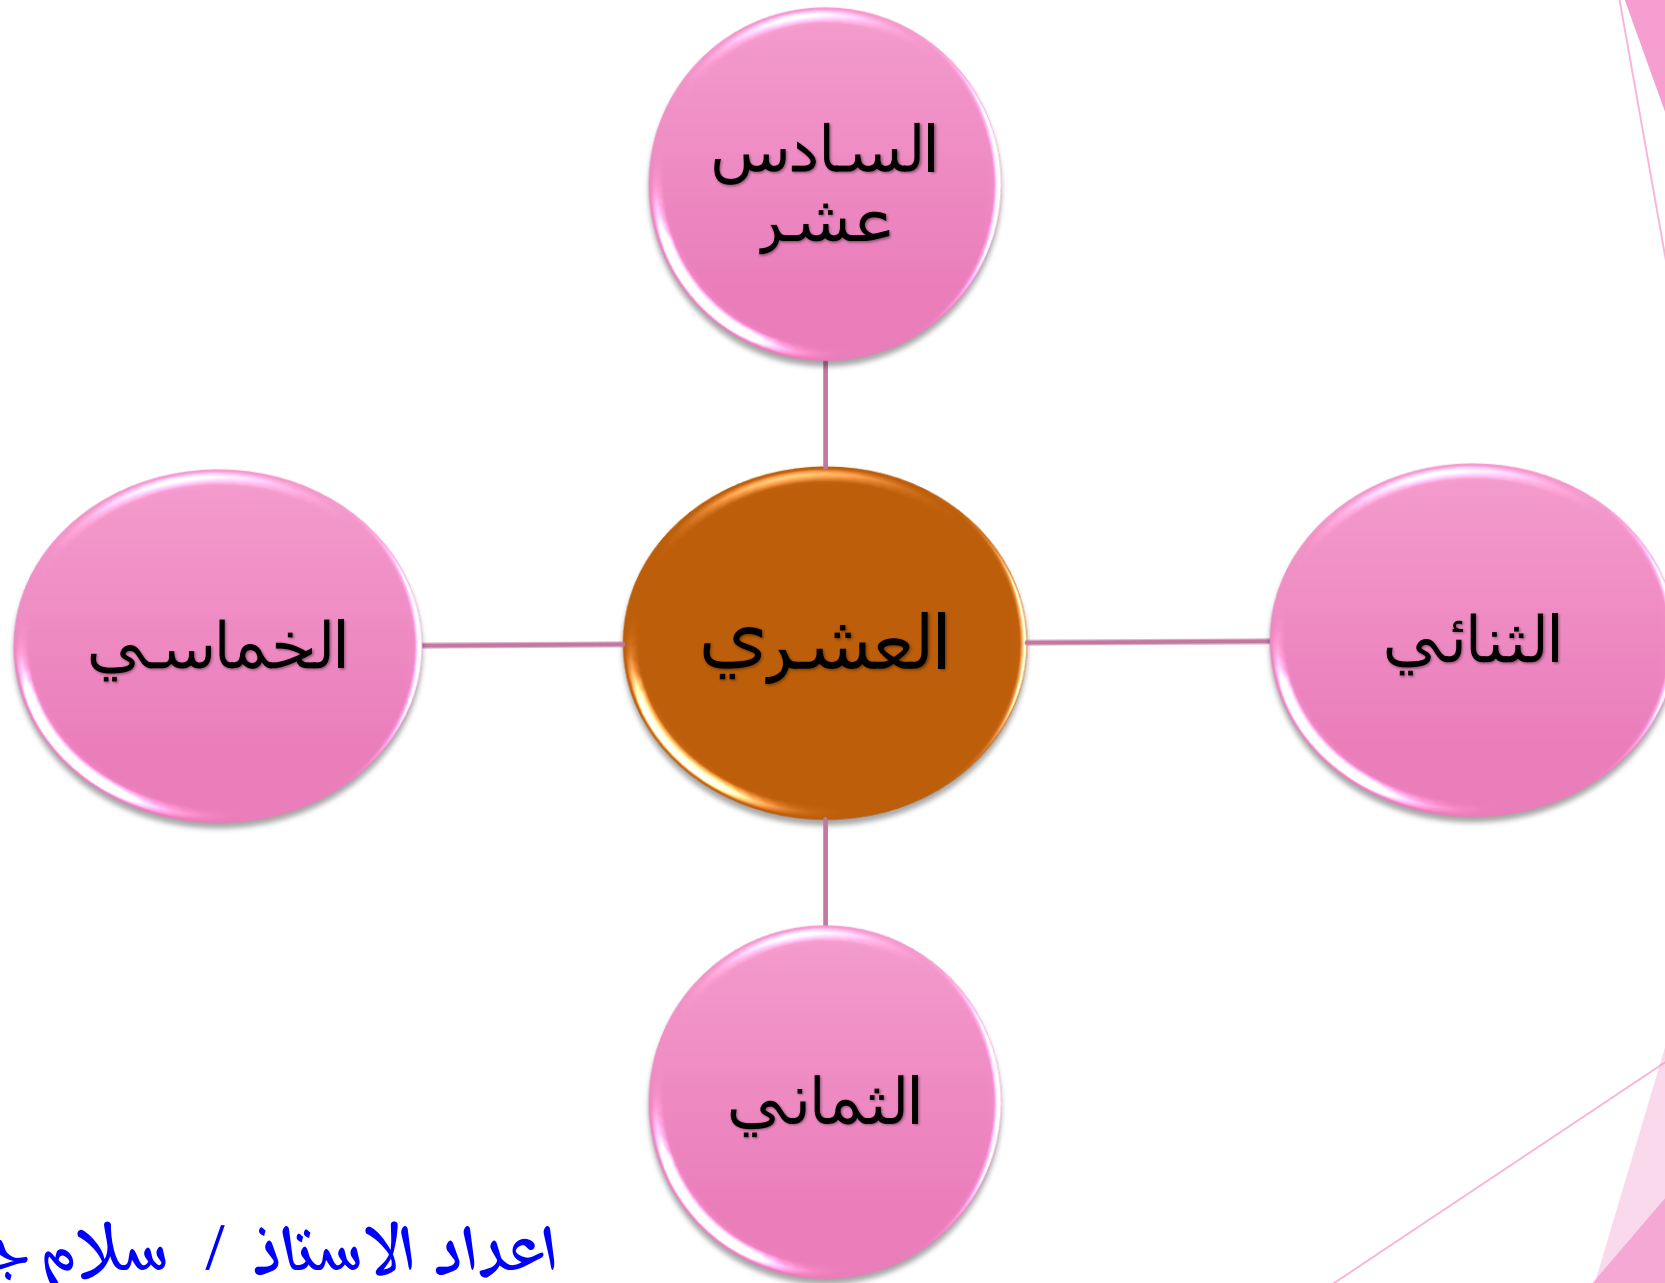 السادس
عشر
الثنائي
العشري
الخماسي
الثماني
اعداد الاستاذ / سلام